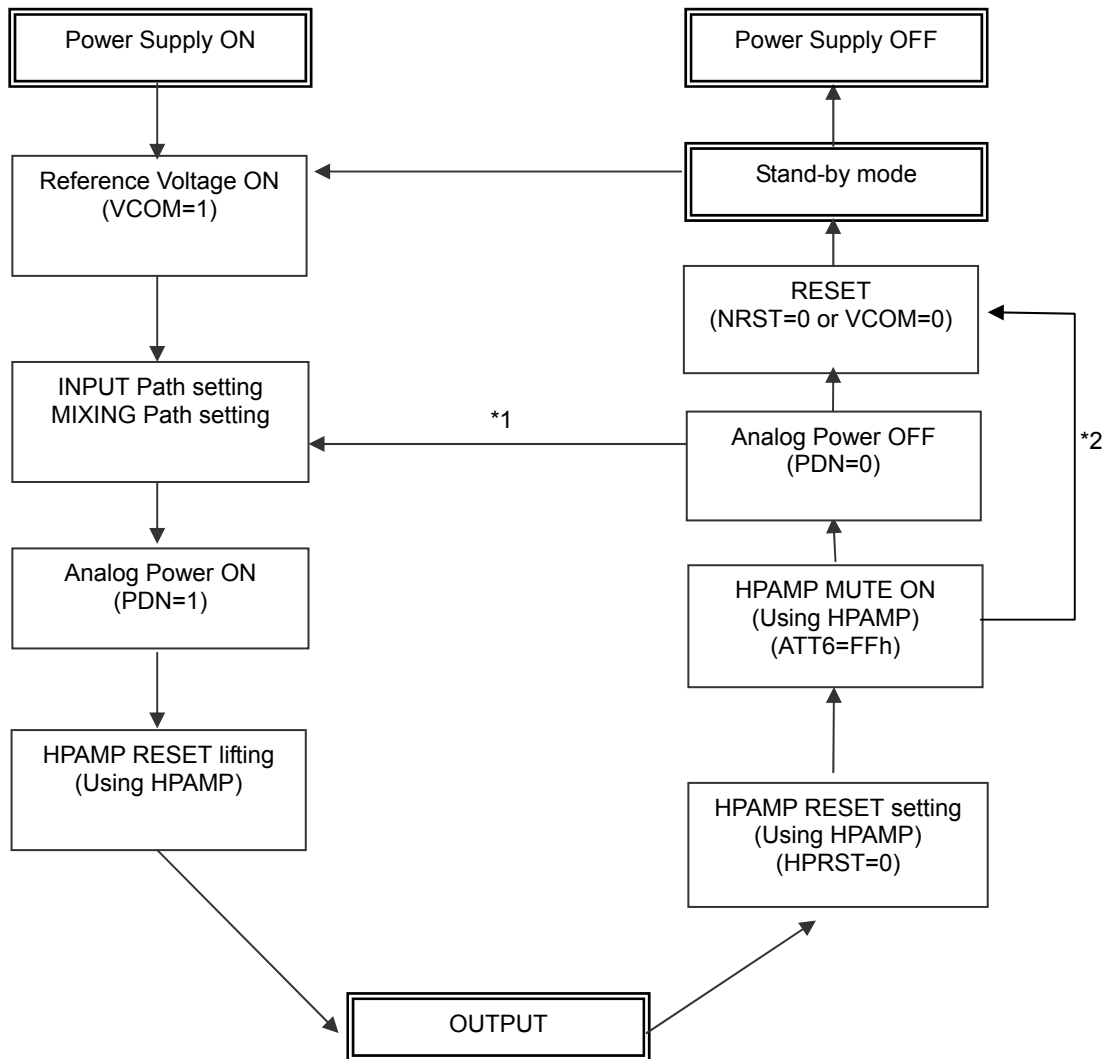 Power Supply ON
Power Supply OFF
Reference Voltage ON
(VCOM=1)
Stand-by mode
RESET
(NRST=0 or VCOM=0)
INPUT Path setting
MIXING Path setting
*1
Analog Power OFF
(PDN=0)
*2
Analog Power ON
(PDN=1)
HPAMP MUTE ON
(Using HPAMP)
(ATT6=FFh)
HPAMP RESET lifting
(Using HPAMP)
HPAMP RESET setting
(Using HPAMP)
(HPRST=0)
OUTPUT